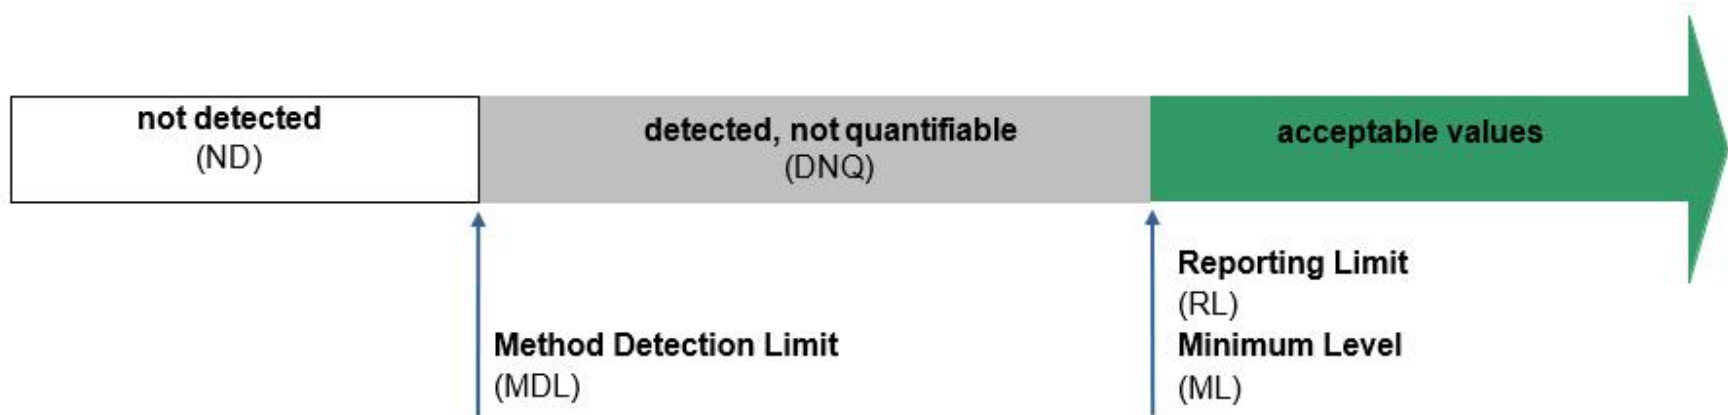 not detected
(ND)
detected, not quantifiable
(DNQ)
acceptable values
Method Detection Limit
(MDL)
Reporting Limit
(RL)
Minimum Level
(ML)